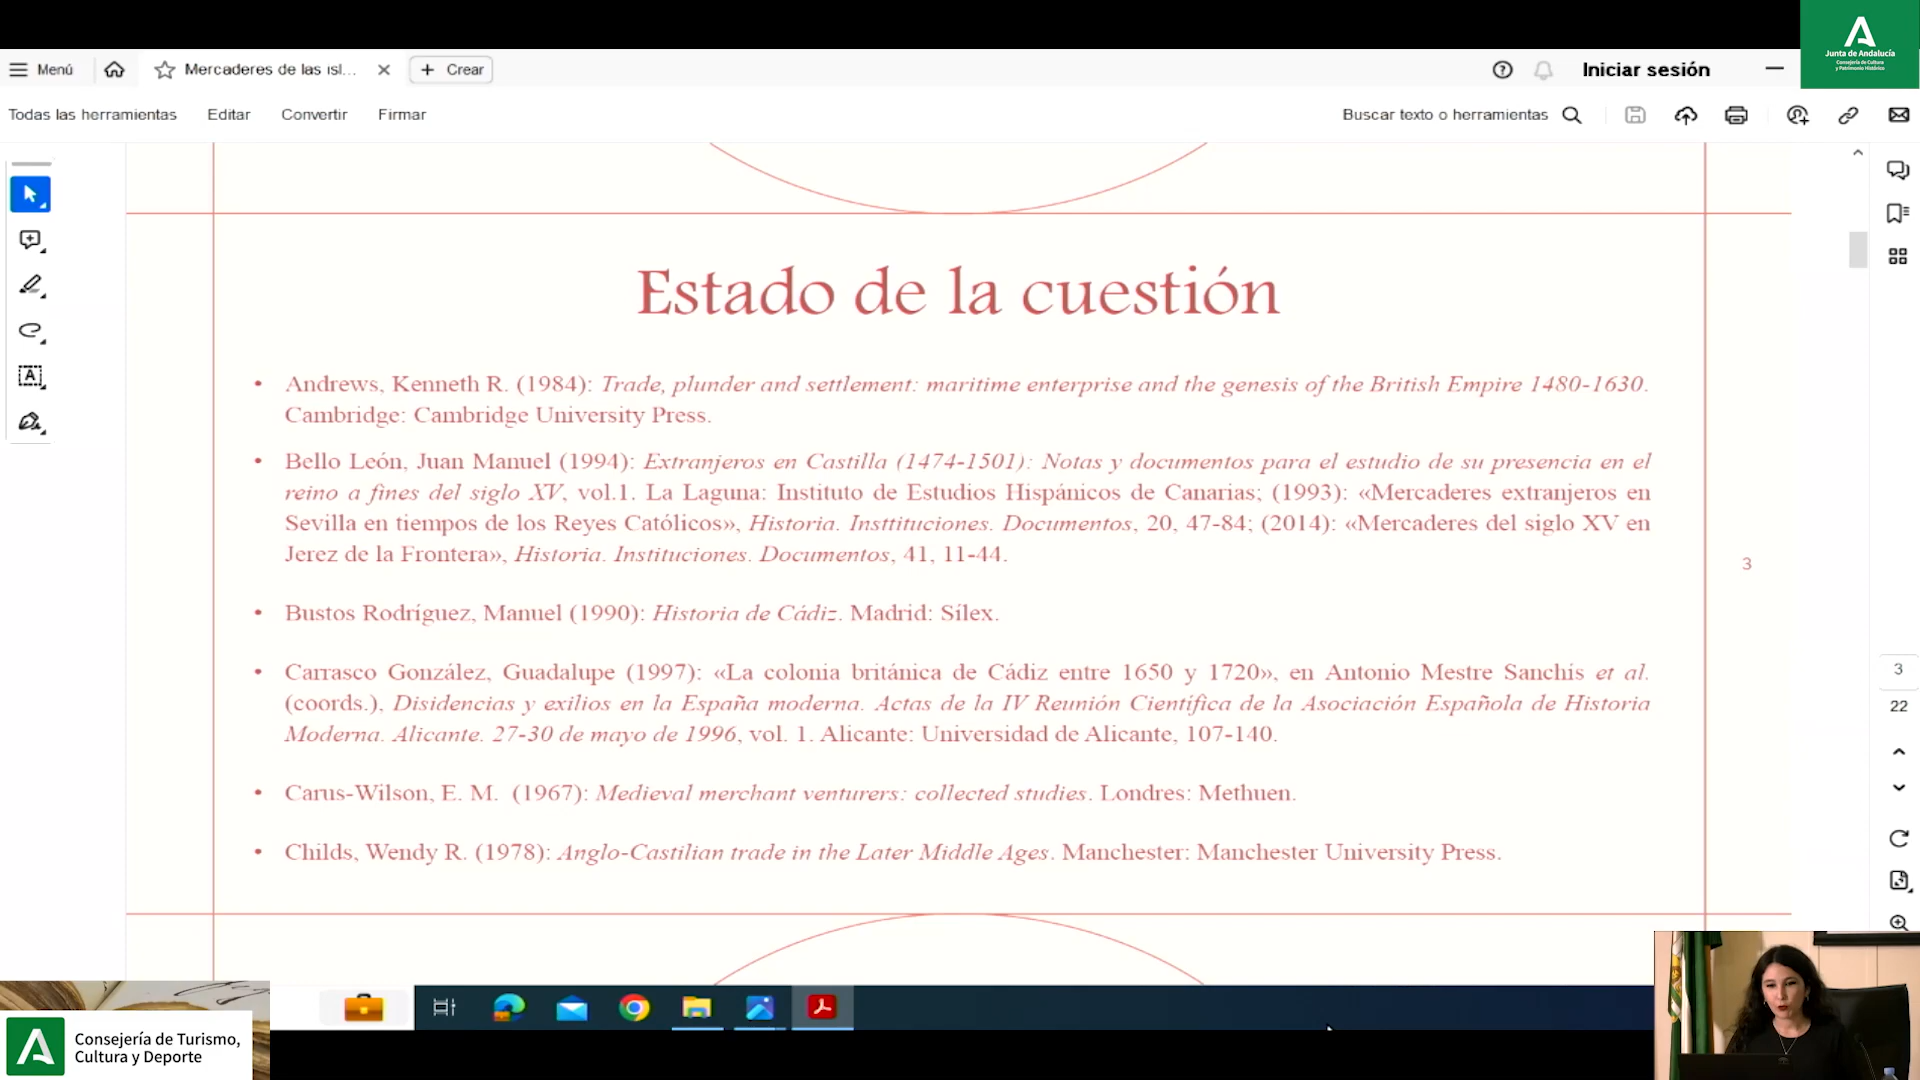 Junta de Andalucía
Consejería de Cultura
y Patrimonio Histórico
Menú
Mercaderes de las isl...
Crear
Iniciar sesión
Todas las herramientas
Editar
Convertir
Firmar
Buscar texto o herramientas
Estado de la cuestión
• Andrews, Kenneth R. (1984): Trade, plunder and settlement: maritime enterprise and the genesis of the British Empire 1480-1630.
Cambridge: Cambridge University Press.
• Bello León, Juan Manuel (1994): Extranjeros en Castilla (1474-1501): Notas y documentos para el estudio de su presencia en el
reino a fines del siglo XV, vol.1. La Laguna: Instituto de Estudios Hispánicos de Canarias; (1993): «Mercaderes extranjeros en
Sevilla en tiempos de los Reyes Católicos», Historia. Insttituciones. Documentos, 20, 47-84; (2014): «Mercaderes del siglo XV en
Jerez de la Frontera», Historia. Instituciones. Documentos, 41, 11-44.
3
• Bustos Rodríguez, Manuel (1990): Historia de Cádiz. Madrid: Sílex.
• Carrasco González, Guadalupe (1997): «La colonia británica de Cádiz entre 1650 y 1720», en Antonio Mestre Sanchís et al.
(coords.), Disidencias y exilios en la España moderna. Actas de la IV Reunión Científica de la Asociación Española de Historia
Moderna. Alicante. 27-30 de mayo de 1996, vol. 1. Alicante: Universidad de Alicante, 107-140.
3
22
• Carus-Wilson, E. M. (1967): Medieval merchant venturers: collected studies. Londres: Methuen.
• Childs, Wendy R. (1978): Anglo-Castilian trade in the Later Middle Ages. Manchester: Manchester University Press.
Consejería de Turismo,
Cultura y Deporte